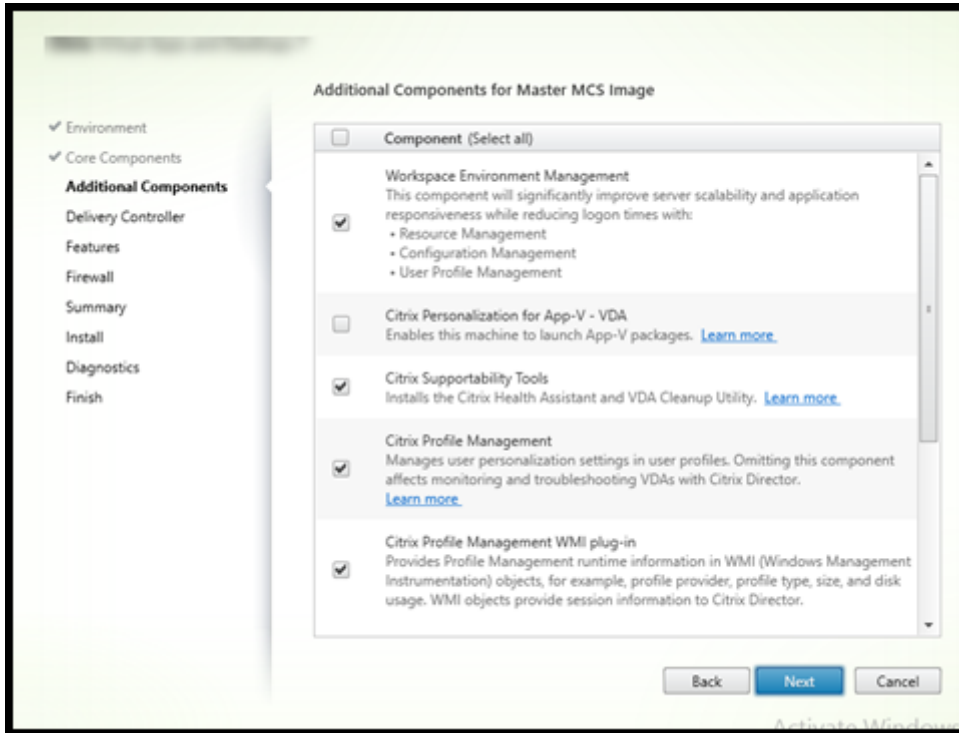 Additional Components for Master MCS Image
Environment
Core Components
Additional Components
Delivery Controller
Features
Firewall
Summary
Install
Diagnostics
Finish
Component (Select all)
Workspace Environment Management
This component will significantly improve server scalability and application
responsiveness while reducing logon times with:
• Resource Management
• Configuration Management
• User Profile Management
Citrix Personalization for App-V - VDA
Enables this machine to launch App-V packages. Learn more
Citrix Supportability Tools
Installs the Citrix Health Assistant and VDA Cleanup Utility. Learn more
Citrix Profile Management
Manages user personalization settings in user profiles. Omitting this component
affects monitoring and troubleshooting VDAs with Citrix Director.
Learn more
Citrix Profile Management WMI plug-in
Provides Profile Management runtime information in WMI (Windows Management
Instrumentation) objects, for example, profile provider, profile type, size, and disk
usage. WMI objects provide session information to Citrix Director.
Back Next Cancel
Activate Windows